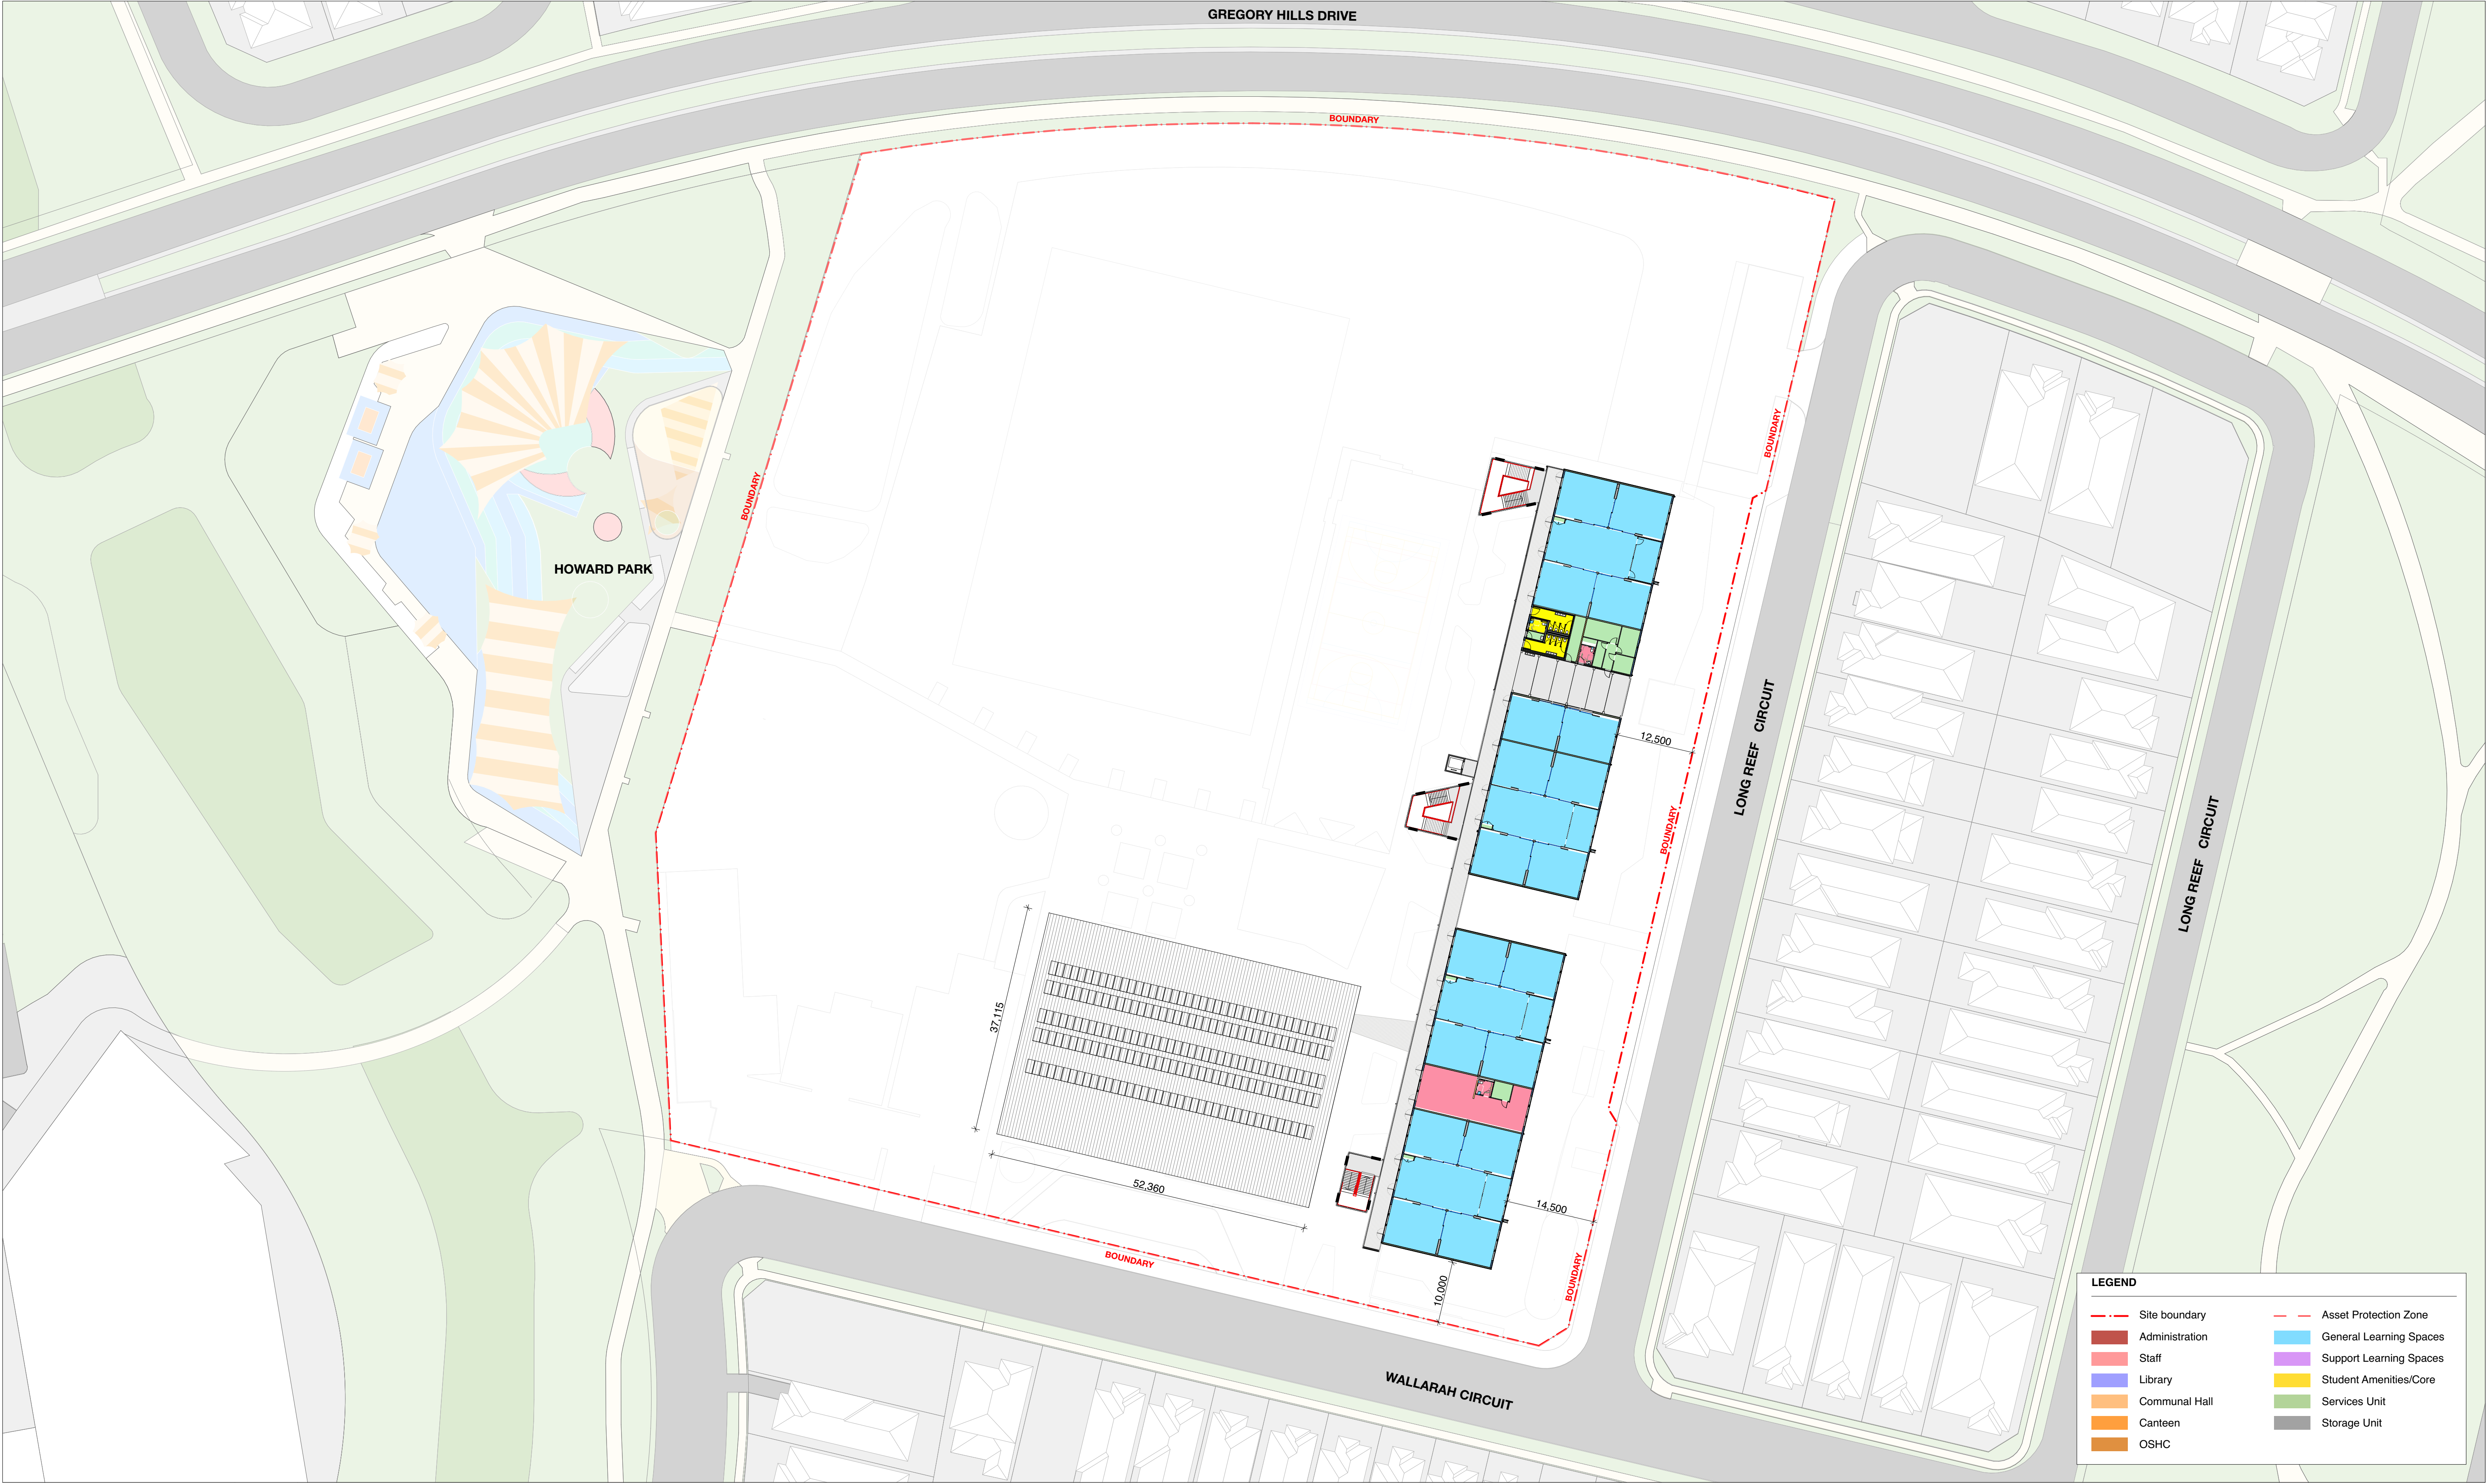 GREGORY HILLS DRIVE
BOUNDARY
BOUNDARY
BOUNDARY
HOWARD PARK
LONG REEF CIRCUIT
12,500
BOUNDARY
LONG REEF CIRCUIT
37,115
52,360
14,500
BOUNDARY
BOUNDARY
10,000
WALLARAH CIRCUIT
LEGEND
Site boundary
Asset Protection Zone
Administration
General Learning Spaces
Staff
Support Learning Spaces
Library
Student Amenities/Core
Communal Hall
Services Unit
Canteen
Storage Unit
OSHC